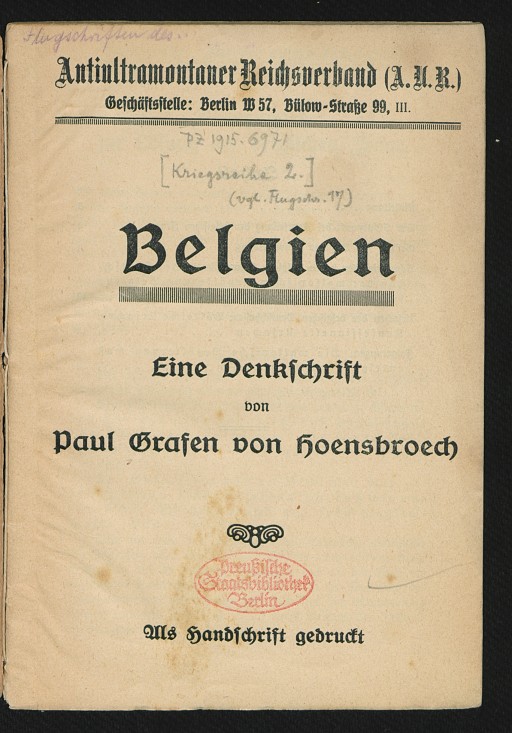 Flugschriften des..
Antiultramontaner Reichsverband (A. U. R.)
Geschäftsstelle: Berlin W 57, Bülow-Straße 99, III.
PZ 1915.6971
[Kriegsreihe 2.]
(vgl. Flugschr. 17)
Belgien
Eine Denkschrift
von
Paul Grafen von Hoensbroech
Preußische
Staatsbibliothek
Berlin
Als Handschrift gedruckt